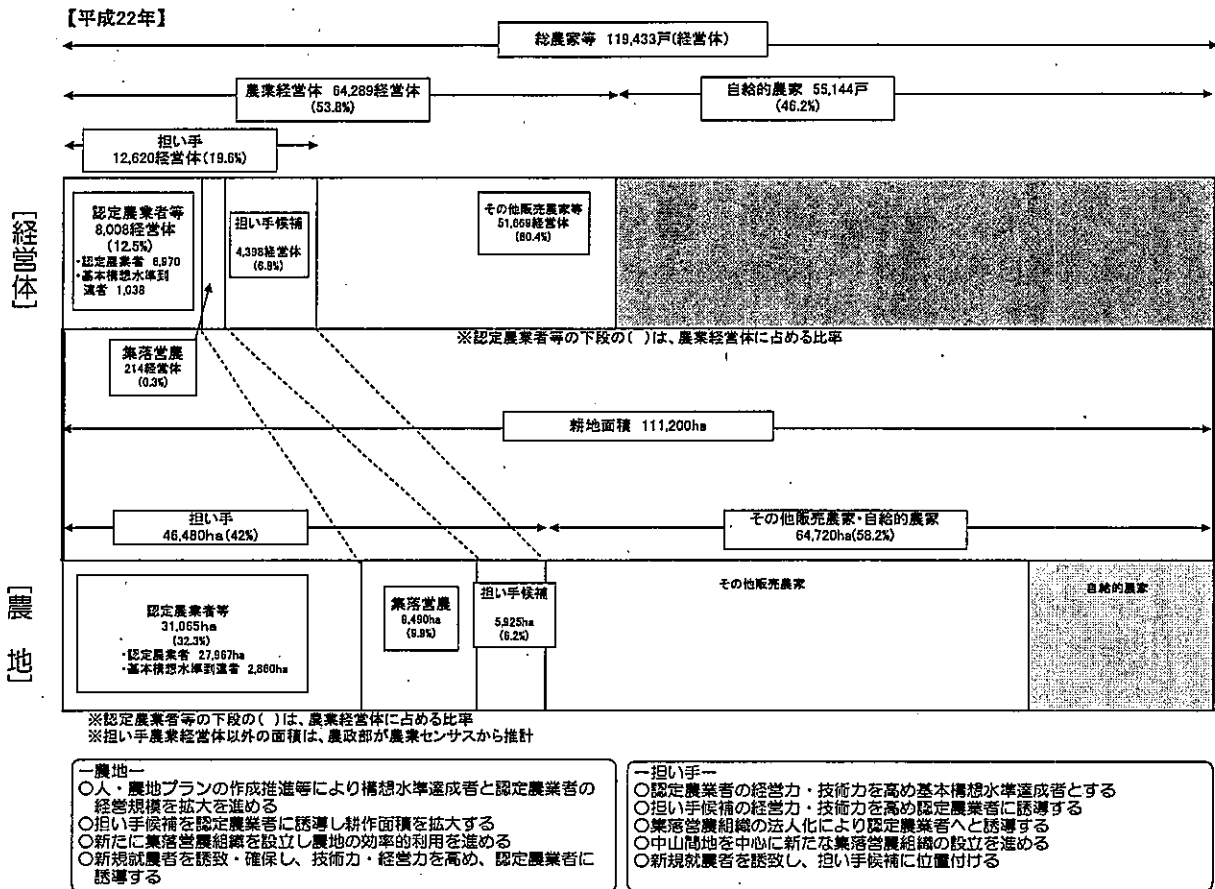 【平成22年】
総農家等 119,433戸(経営体)
農業経営体 64,289経営体
(53.8%)
自給的農家 55,144戸
(46.2%)
担い手
12,620経営体(19.6%)
[経営体]
認定農業者等
8,008経営体
(12.5%)
・認定農業者 6,970
・基本構想水準到
達者 1,038
担い手候補
4,398経営体
(6.8%)
その他販売農家等
51,669経営体
(80.4%)
※認定農業者等の下段の( )は、農業経営体に占める比率
集落営農
214経営体
(0.3%)
耕地面積 111,200ha
担い手
46,480ha(42%)
その他販売農家・自給的農家
64,720ha(58.2%)
[農 地]
認定農業者等
31,065ha
(32.3%)
・認定農業者 27,967ha
・基本構想水準到達者 2,860ha
集落営農
9,490ha
(9.9%)
担い手候補
5,925ha
(6.2%)
その他販売農家
自給的農家
※認定農業者等の下段の( )は、農業経営体に占める比率
※担い手農業経営体以外の面積は、農政部が農業センサスから推計
ー農地ー
○人・農地プランの作成推進等により構想水準達成者と認定農業者の
経営規模を拡大を進める
○担い手候補を認定農業者に誘導し耕作面積を拡大する
○新たに集落営農組織を設立し農地の効率的利用を進める
○新規就農者を誘致・確保し、技術力・経営力を高め、認定農業者に
誘導する
ー担い手ー
○認定農業者の経営力・技術力を高め基本構想水準達成者とする
○担い手候補の経営力・技術力を高め認定農業者に誘導する
○集落営農組織の法人化により認定農業者へと誘導する
○中山間地を中心に新たな集落営農組織の設立を進める
○新規就農者を誘致し、担い手候補に位置付ける